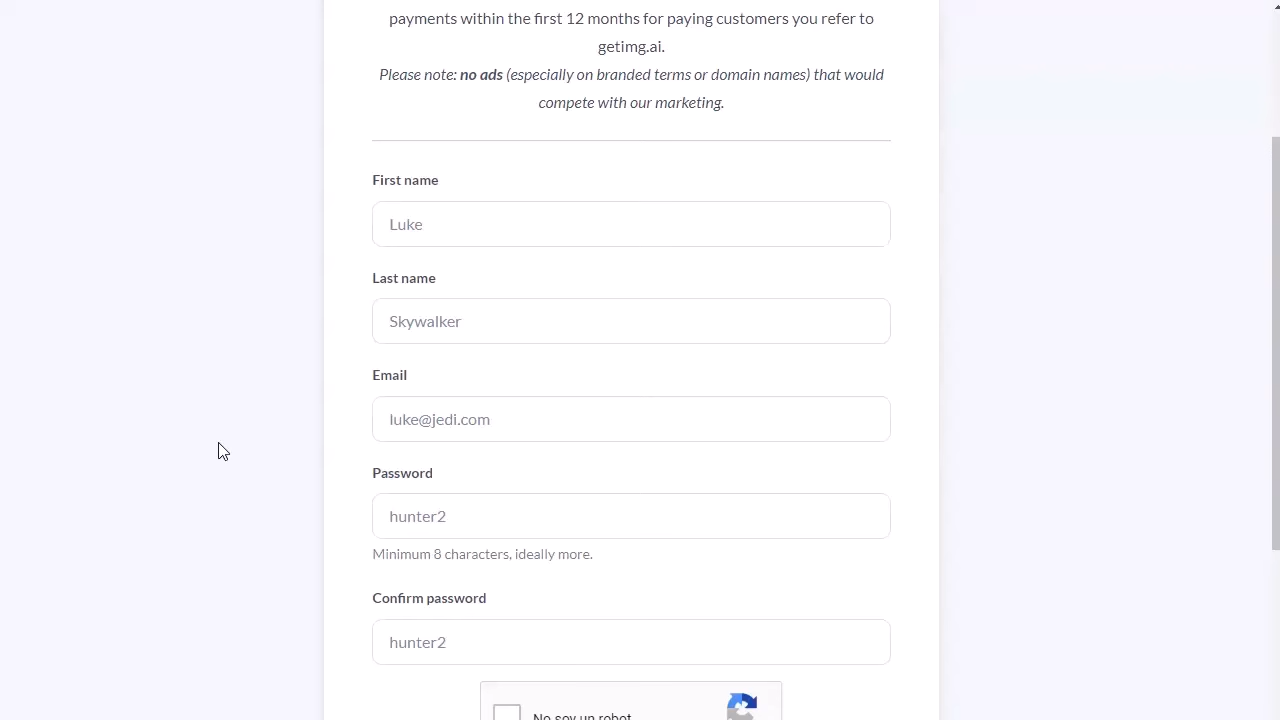 payments within the first 12 months for paying customers you refer to
getimg.ai.
Please note: no ads (especially on branded terms or domain names) that would
compete with our marketing.
First name
Luke
Last name
Skywalker
Email
luke@jedi.com
Password
hunter2
Minimum 8 characters, ideally more.
Confirm password
hunter2
No soy un robot